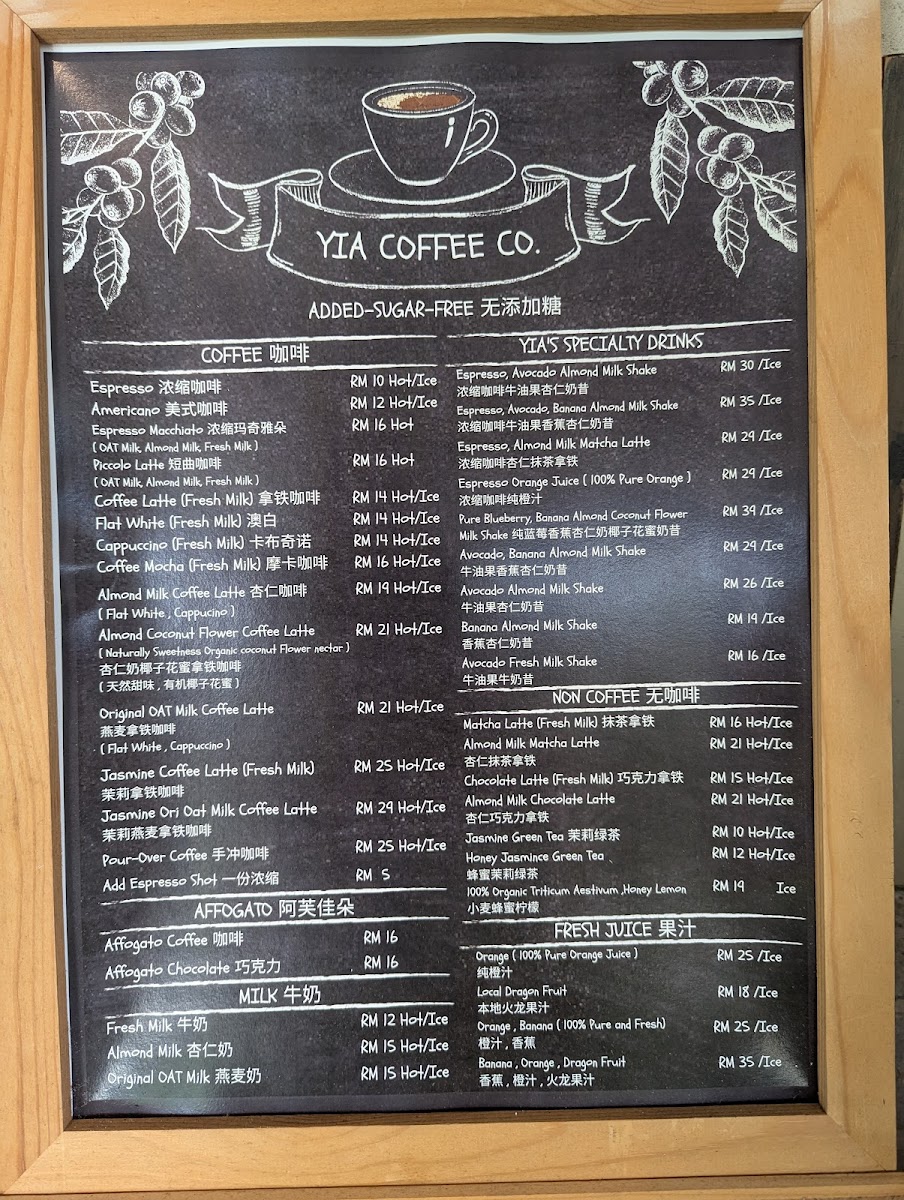 YIA COFFEE CO.
ADDED-SUGAR-FREE 无添加糖
COFFEE 咖啡
Espresso 浓缩咖啡 RM 10 Hot/Ice
Americano 美式咖啡 RM 12 Hot/Ice
Espresso Macchiato 浓缩玛奇雅朵 RM 16 Hot
( OAT Milk, Almond Milk, Fresh Milk )
Piccolo Latte 短曲咖啡 RM 16 Hot
( OAT Milk, Almond Milk, Fresh Milk )
Coffee Latte (Fresh Milk) 拿铁咖啡 RM 14 Hot/Ice
Flat White (Fresh Milk) 澳白 RM 14 Hot/Ice
Cappuccino (Fresh Milk) 卡布奇诺 RM 14 Hot/Ice
Coffee Mocha (Fresh Milk) 摩卡咖啡 RM 16 Hot/Ice
Almond Milk Coffee Latte 杏仁咖啡 RM 19 Hot/Ice
( Flat White , Cappucino )
Almond Coconut Flower Coffee Latte RM 21 Hot/Ice
( Naturally Sweetness Organic coconut Flower nectar )
杏仁奶椰子花蜜拿铁咖啡
( 天然甜味 , 有机椰子花蜜 )
Original OAT Milk Coffee Latte RM 21 Hot/Ice
燕麦拿铁咖啡
( Flat White , Cappuccino )
Jasmine Coffee Latte (Fresh Milk) RM 25 Hot/Ice
茉莉拿铁咖啡
Jasmine Ori Oat Milk Coffee Latte RM 29 Hot/Ice
茉莉燕麦拿铁咖啡
Pour-Over Coffee 手冲咖啡 RM 25 Hot/Ice
Add Espresso Shot 一份浓缩 RM 5
AFFOGATO 阿芙佳朵
Affogato Coffee 咖啡 RM 16
Affogato Chocolate 巧克力 RM 16
MILK 牛奶
Fresh Milk 牛奶 RM 12 Hot/Ice
Almond Milk 杏仁奶 RM 15 Hot/Ice
Original OAT Milk 燕麦奶 RM 15 Hot/Ice
YIA'S SPECIALTY DRINKS
Espresso, Avocado Almond Milk Shake RM 30 /Ice
浓缩咖啡牛油果杏仁奶昔
Espresso, Avocado, Banana Almond Milk Shake RM 35 /Ice
浓缩咖啡牛油果香蕉杏仁奶昔
Espresso, Almond Milk Matcha Latte RM 29 /Ice
浓缩咖啡杏仁抹茶拿铁
Espresso Orange Juice ( 100% Pure Orange ) RM 29 /Ice
浓缩咖啡纯橙汁
Pure Blueberry, Banana Almond Coconut Flower RM 39 /Ice
Milk Shake 纯蓝莓香蕉杏仁奶椰子花蜜奶昔
Avocado, Banana Almond Milk Shake RM 29 /Ice
牛油果香蕉杏仁奶昔
Avocado Almond Milk Shake RM 26 /Ice
牛油果杏仁奶昔
Banana Almond Milk Shake RM 19 /Ice
香蕉杏仁奶昔
Avocado Fresh Milk Shake RM 16 /Ice
牛油果牛奶昔
NON COFFEE 无咖啡
Matcha Latte (Fresh Milk) 抹茶拿铁 RM 16 Hot/Ice
Almond Milk Matcha Latte RM 21 Hot/Ice
杏仁抹茶拿铁
Chocolate Latte (Fresh Milk) 巧克力拿铁 RM 15 Hot/Ice
Almond Milk Chocolate Latte RM 21 Hot/Ice
杏仁巧克力拿铁
Jasmine Green Tea 茉莉绿茶 RM 10 Hot/Ice
Honey Jasmince Green Tea RM 12 Hot/Ice
蜂蜜茉莉绿茶
100% Organic Triticum Aestivum ,Honey Lemon RM 19 Ice
小麦蜂蜜柠檬
FRESH JUICE 果汁
Orange ( 100% Pure Orange Juice ) RM 25 /Ice
纯橙汁
Local Dragon Fruit RM 18 /Ice
本地火龙果汁
Orange , Banana ( 100% Pure and Fresh) RM 25 /Ice
橙汁 , 香蕉
Banana , Orange , Dragon Fruit RM 35 /Ice
香蕉 , 橙汁 , 火龙果汁